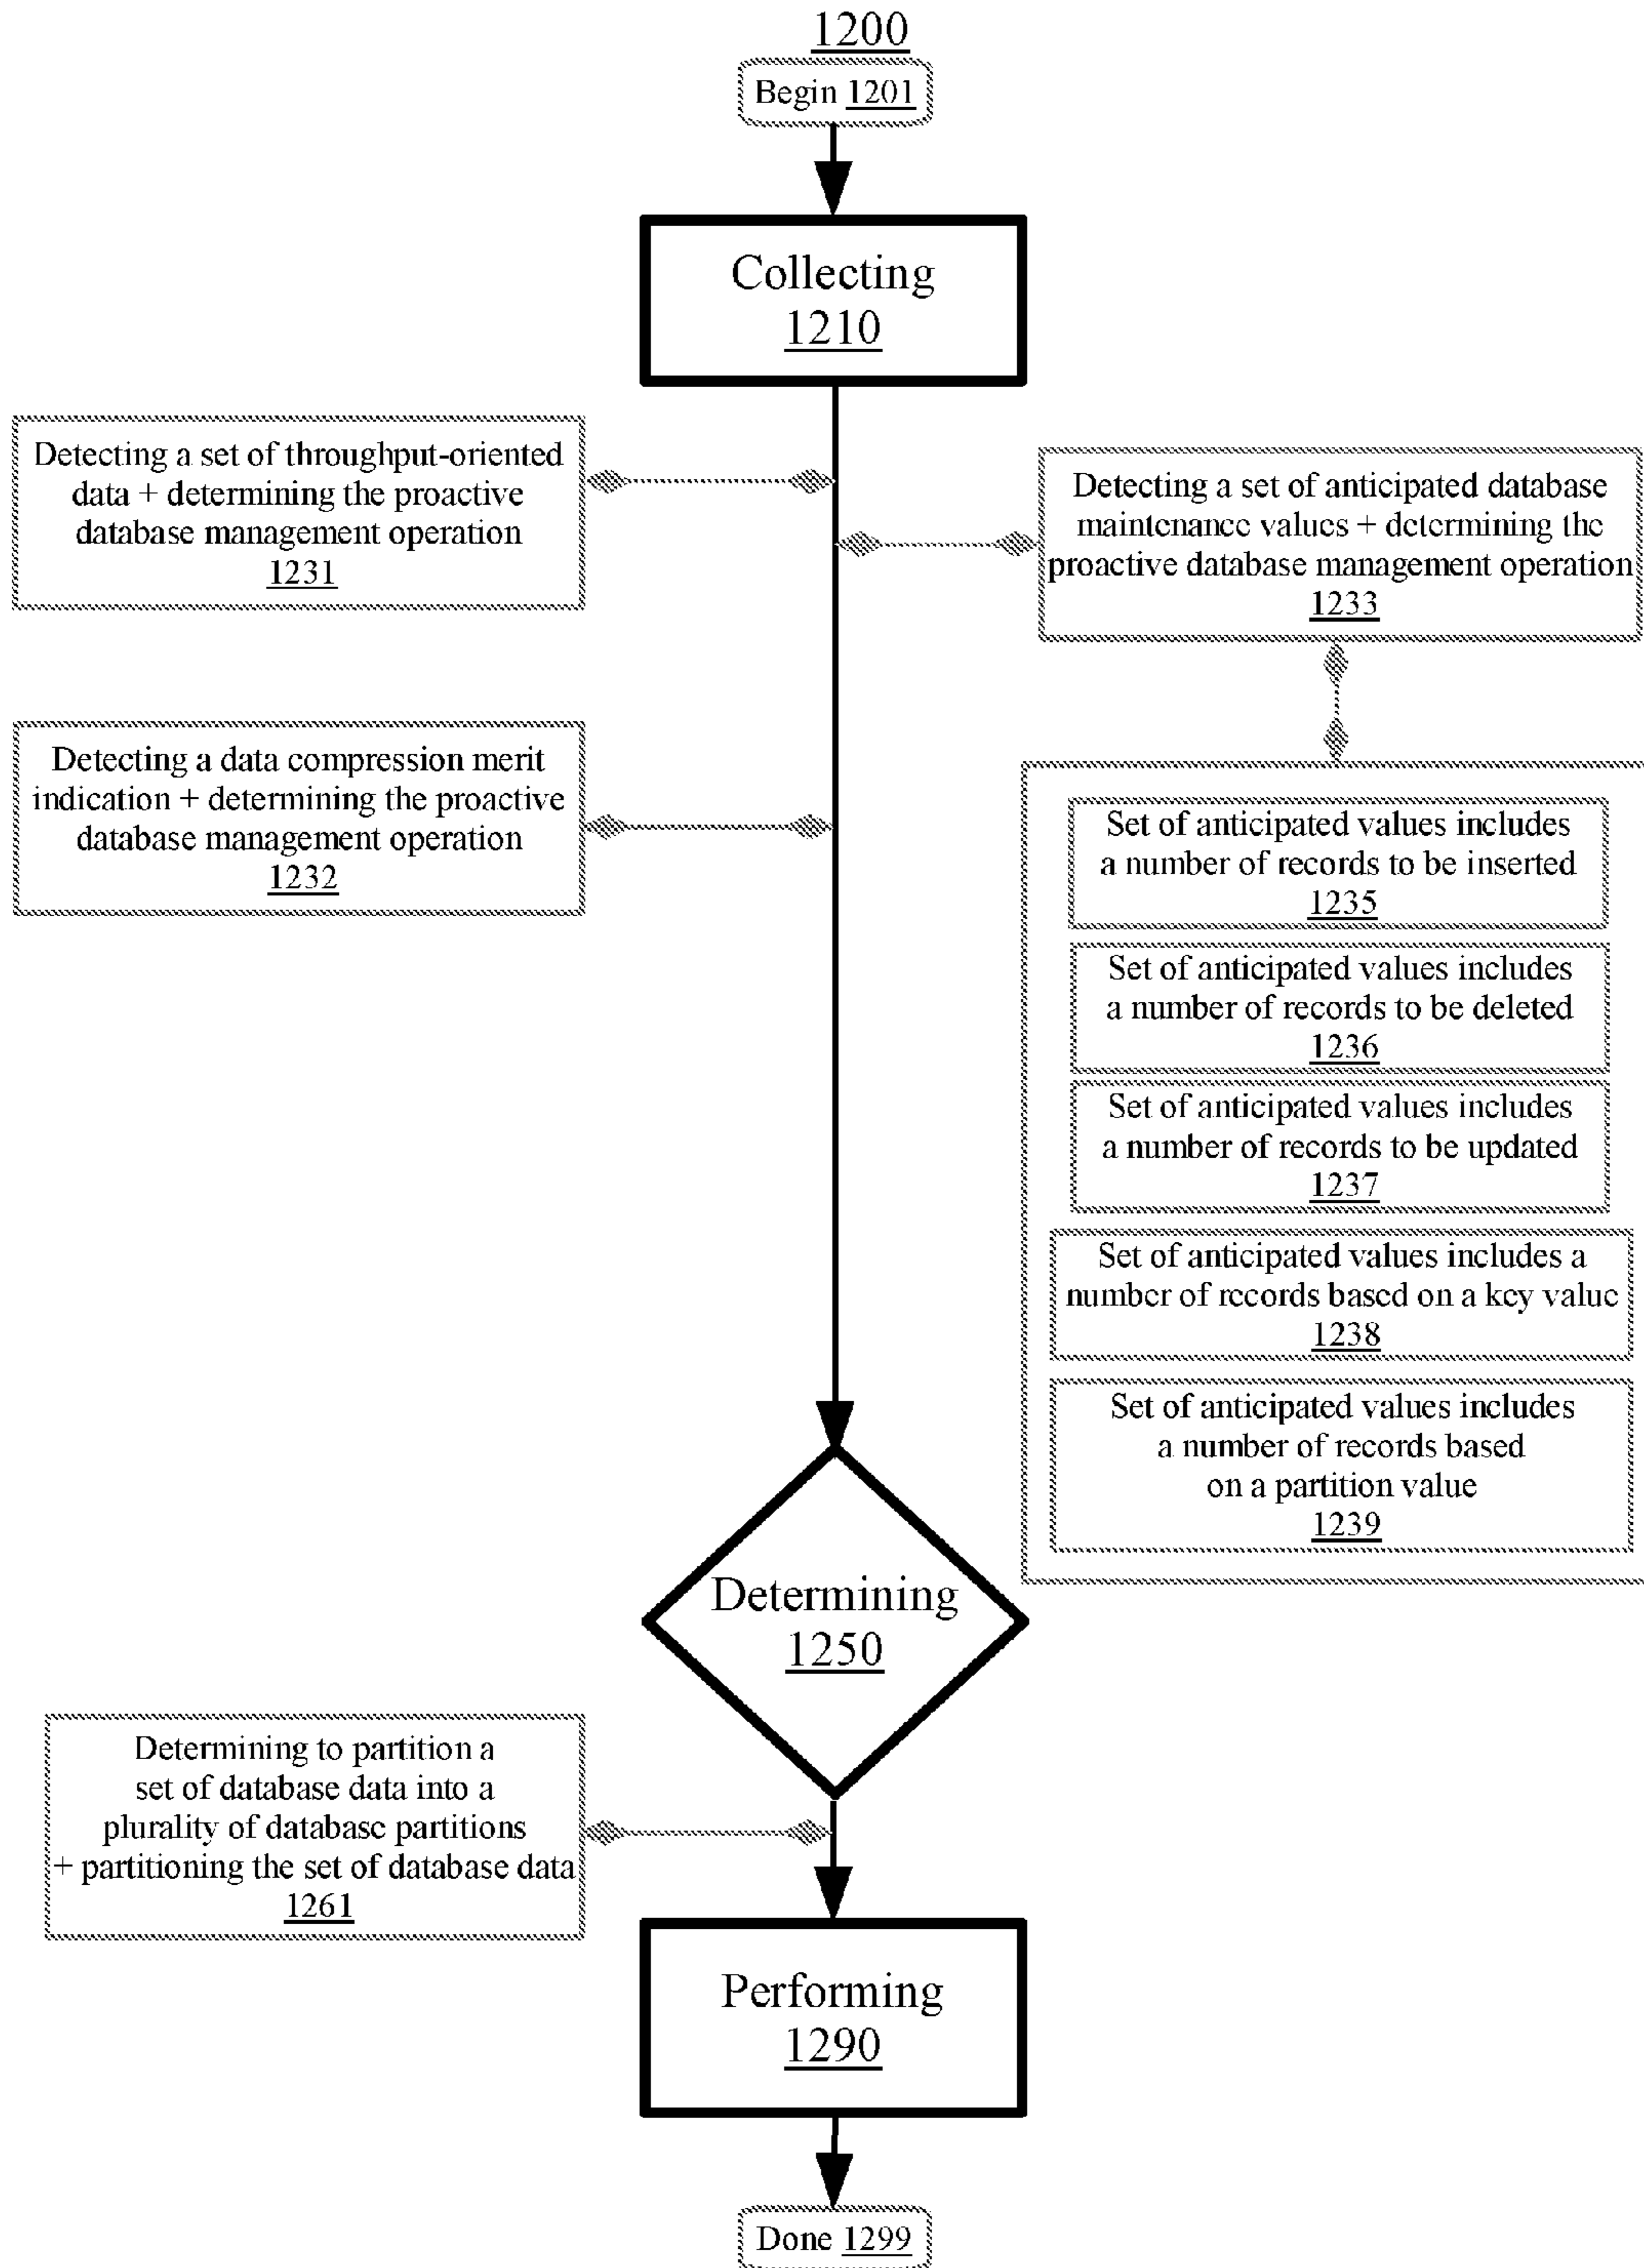 1200
Begin 1201
Collecting
1210
Detecting a set of throughput-oriented
data + determining the proactive
database management operation
1231
Detecting a set of anticipated database
maintenance values + determining the
proactive database management operation
1233
Detecting a data compression merit
indication + determining the proactive
database management operation
1232
Set of anticipated values includes
a number of records to be inserted
1235
Set of anticipated values includes
a number of records to be deleted
1236
Set of anticipated values includes
a number of records to be updated
1237
Set of anticipated values includes a
number of records based on a key value
1238
Set of anticipated values includes
a number of records based
on a partition value
1239
Determining
1250
Determining to partition a
set of database data into a
plurality of database partitions
+ partitioning the set of database data
1261
Performing
1290
Done 1299